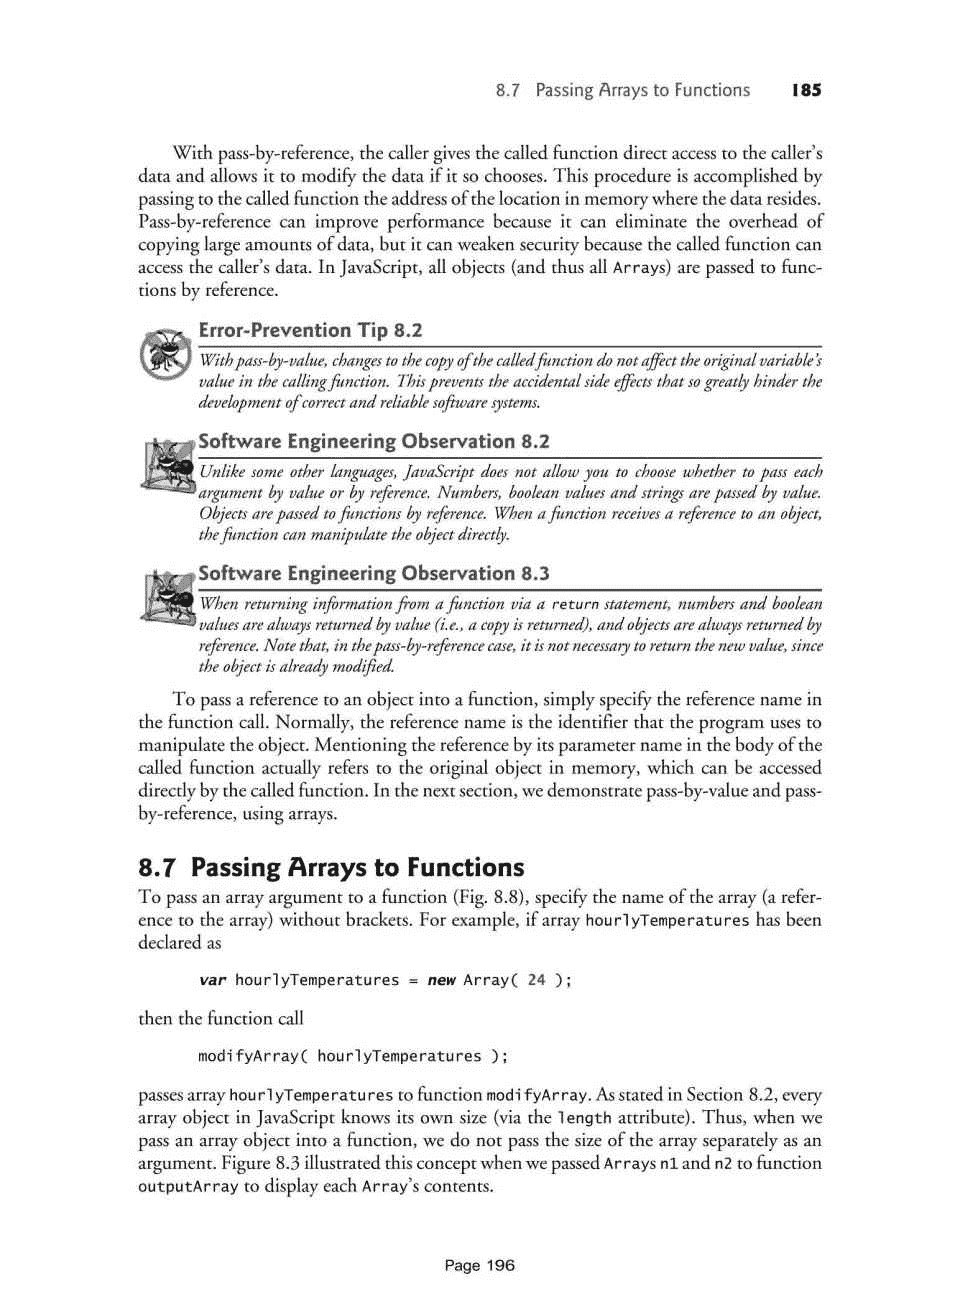 8.7 Passing Arrays to Functions 185
With pass-by-reference, the caller gives the called function direct access to the caller's
data and allows it to modify the data if it so chooses. This procedure is accomplished by
passing to the called function the address of the location in memory where the data resides.
Pass-by-reference can improve performance because it can eliminate the overhead of
copying large amounts of data, but it can weaken security because the called function can
access the caller's data. In JavaScript, all objects (and thus all Arrays) are passed to func-
tions by reference.
Error-Prevention Tip 8.2
With pass-by-value, changes to the copy of the called function do not affect the original variable's
value in the calling function. This prevents the accidental side effects that so greatly hinder the
development of correct and reliable software systems.
Software Engineering Observation 8.2
Unlike some other languages, JavaScript does not allow you to choose whether to pass each
argument by value or by reference. Numbers, boolean values and strings are passed by value.
Objects are passed to functions by reference. When a function receives a reference to an object,
the function can manipulate the object directly.
Software Engineering Observation 8.3
When returning information from a function via a return statement, numbers and boolean
values are always returned by value (i.e., a copy is returned), and objects are always returned by
reference. Note that, in the pass-by-reference case, it is not necessary to return the new value, since
the object is already modified.
To pass a reference to an object into a function, simply specify the reference name in
the function call. Normally, the reference name is the identifier that the program uses to
manipulate the object. Mentioning the reference by its parameter name in the body of the
called function actually refers to the original object in memory, which can be accessed
directly by the called function. In the next section, we demonstrate pass-by-value and pass-
by-reference, using arrays.
8.7 Passing Arrays to Functions
To pass an array argument to a function (Fig. 8.8), specify the name of the array (a refer-
ence to the array) without brackets. For example, if array hourlyTemperatures has been
declared as
var hourlyTemperatures = new Array( 24 );
then the function call
modifyArray( hourlyTemperatures );
passes array hourlyTemperatures to function modifyArray. As stated in Section 8.2, every
array object in JavaScript knows its own size (via the length attribute). Thus, when we
pass an array object into a function, we do not pass the size of the array separately as an
argument. Figure 8.3 illustrated this concept when we passed Arrays n1 and n2 to function
outputArray to display each Array's contents.
Page 196